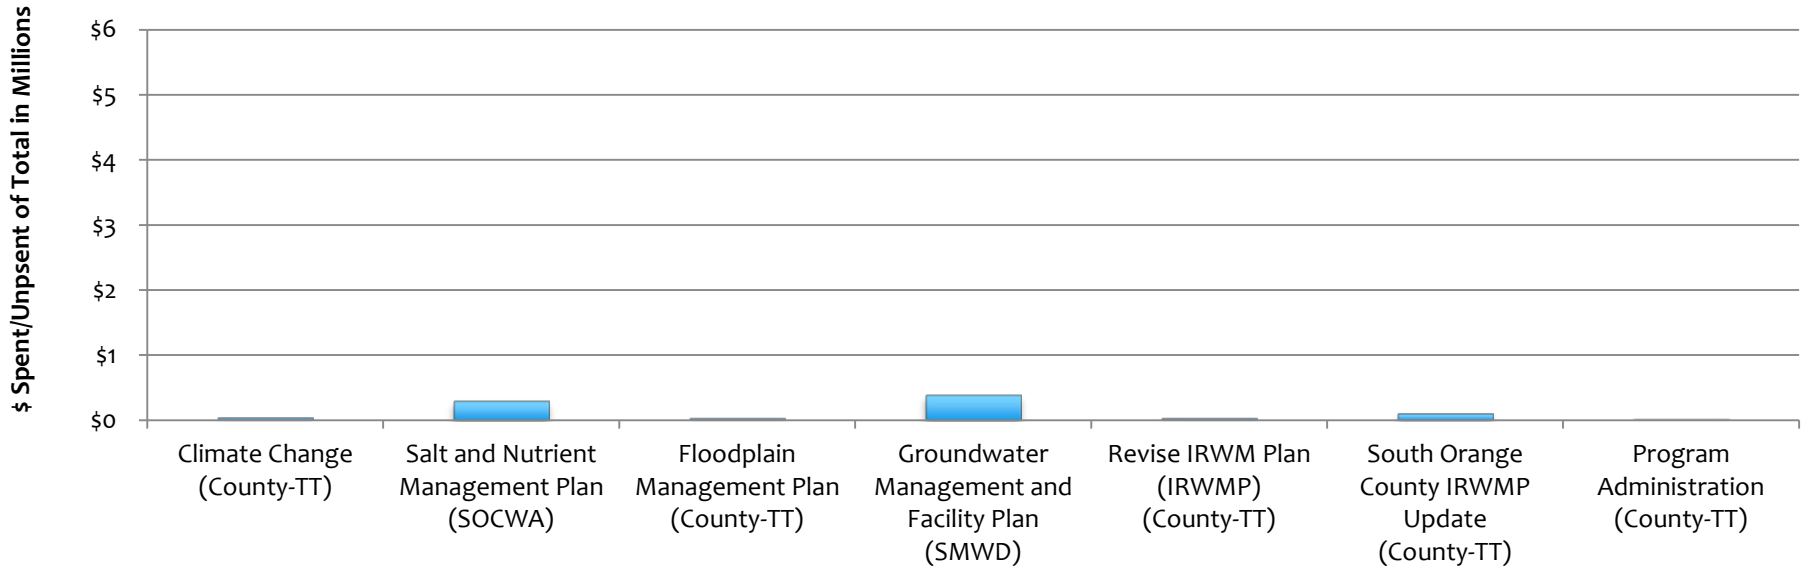 $ Spent/Unpsent of Total in Millions
$6
$5
$4
$3
$2
$1
$0
Climate Change
(County-TT)
Salt and Nutrient
Management Plan
(SOCWA)
Floodplain
Management Plan
(County-TT)
Groundwater
Management and
Facility Plan
(SMWD)
Revise IRWM Plan
(IRWMP)
(County-TT)
South Orange
County IRWMP
Update
(County-TT)
Program
Administration
(County-TT)